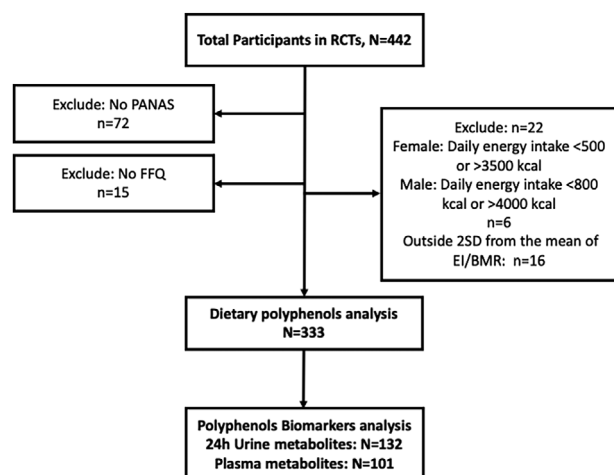 Total Participants in RCTs, N=442
Exclude: No PANAS
n=72
Exclude: No FFQ
n=15
Exclude: n=22
Female: Daily energy intake <500
or >3500 kcal
Male: Daily energy intake <800
kcal or >4000 kcal
n=6
Outside 2SD from the mean of
EI/BMR: n=16
Dietary polyphenols analysis
N=333
Polyphenols Biomarkers analysis
24h Urine metabolites: N=132
Plasma metabolites: N=101